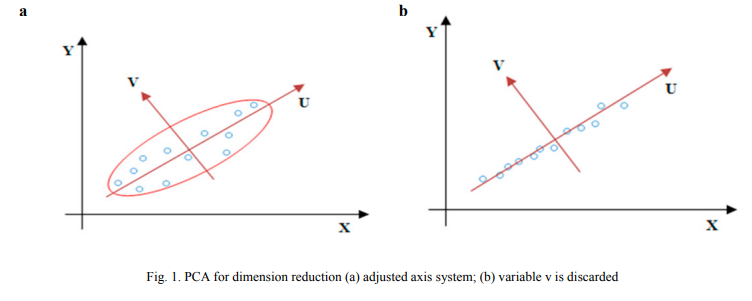 a
b
Y
V
U
X
Y
V
U
X
Fig. 1. PCA for dimension reduction (a) adjusted axis system; (b) variable v is discarded